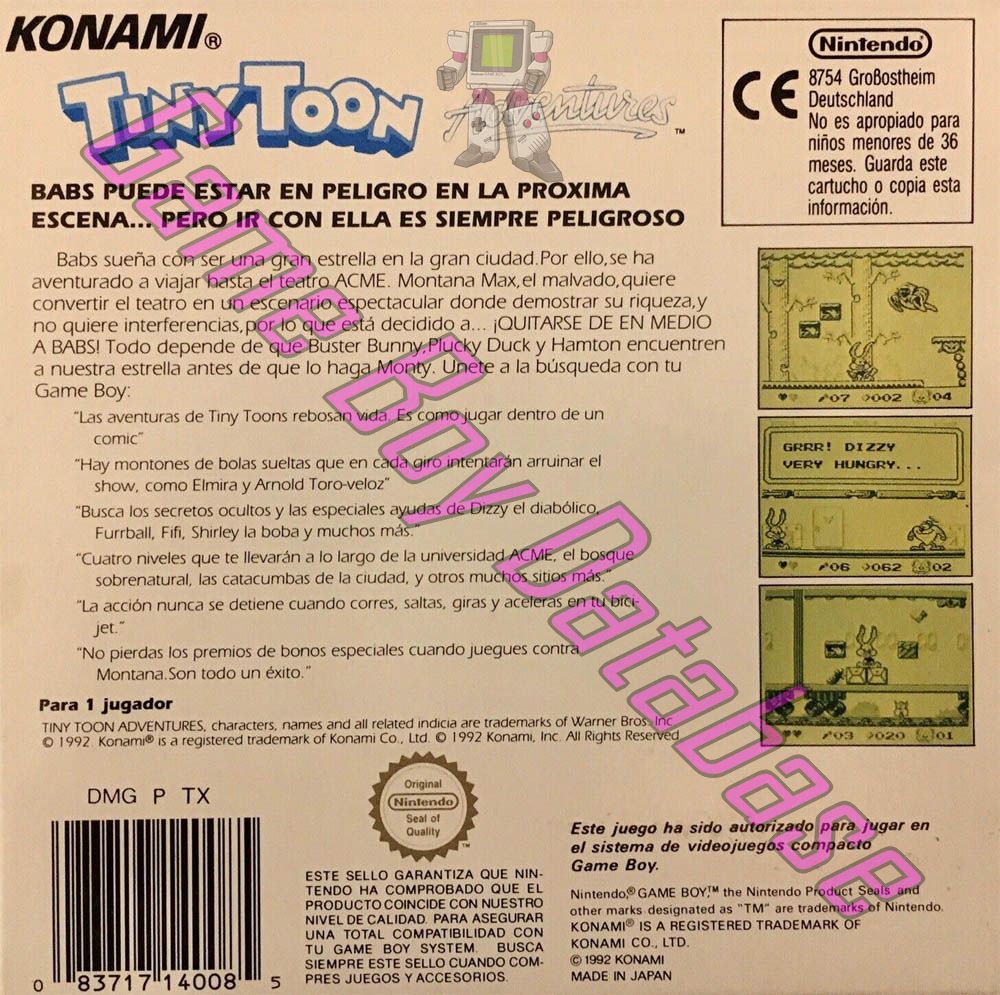 KONAMI®
TINY TOON Adventures™
BABS PUEDE ESTAR EN PELIGRO EN LA PROXIMA
ESCENA... PERO IR CON ELLA ES SIEMPRE PELIGROSO
Babs sueña con ser una gran estrella en la gran ciudad.Por ello,se ha
aventurado a viajar hasta el teatro ACME. Montana Max,el malvado,quiere
convertir el teatro en un escenario espectacular donde demostrar su riqueza,y
no quiere interferencias,por lo que está decidido a... ¡QUITARSE DE EN MEDIO
A BABS! Todo depende de que Buster Bunny,Plucky Duck y Hamton encuentren
a nuestra estrella antes de que lo haga Monty. Unete a la búsqueda con tu
Game Boy:
"Las aventuras de Tiny Toons rebosan vida. Es como jugar dentro de un
comic"
"Hay montones de bolas sueltas que en cada giro intentarán arruinar el
show, como Elmira y Arnold Toro-veloz"
"Busca los secretos ocultos y las especiales ayudas de Dizzy el diabólico,
Furrball, Fifi, Shirley la boba y muchos más."
"Cuatro niveles que te llevarán a lo largo de la universidad ACME, el bosque
sobrenatural, las catacumbas de la ciudad, y otros muchos sitios más."
"La acción nunca se detiene cuando corres, saltas, giras y aceleras en tu bici-
jet."
"No pierdas los premios de bonos especiales cuando juegues contra
Montana.Son todo un éxito."
Para 1 jugador
TINY TOON ADVENTURES, characters, names and all related indicia are trademarks of Warner Bros. Inc.
© 1992. Konami® is a registered trademark of Konami Co., Ltd. © 1992 Konami, Inc. All Rights Reserved.
Nintendo®
CE
8754 Großostheim
Deutschland
No es apropiado para
niños menores de 36
meses. Guarda este
cartucho o copia esta
información.
07 002 04
GRRR! DIZZY
VERY HUNGRY...
06 062 02
03 020 01
DMG P TX
0 83717 14008 5
Original
Nintendo
Seal of
Quality
™
ESTE SELLO GARANTIZA QUE NIN-
TENDO HA COMPROBADO QUE EL
PRODUCTO COINCIDE CON NUESTRO
NIVEL DE CALIDAD. PARA ASEGURAR
UNA TOTAL COMPATIBILIDAD CON
TU GAME BOY SYSTEM. BUSCA
SIEMPRE ESTE SELLO CUANDO COM-
PRES JUEGOS Y ACCESORIOS.
Este juego ha sido autorizado para jugar en
el sistema de videojuegos compacto
Game Boy.
Nintendo,® GAME BOY,™ the Nintendo Product Seals and
other marks designated as "TM" are trademarks of Nintendo.
KONAMI® IS A REGISTERED TRADEMARK OF
KONAMI CO., LTD.
© 1992 KONAMI
MADE IN JAPAN
Game Boy Database